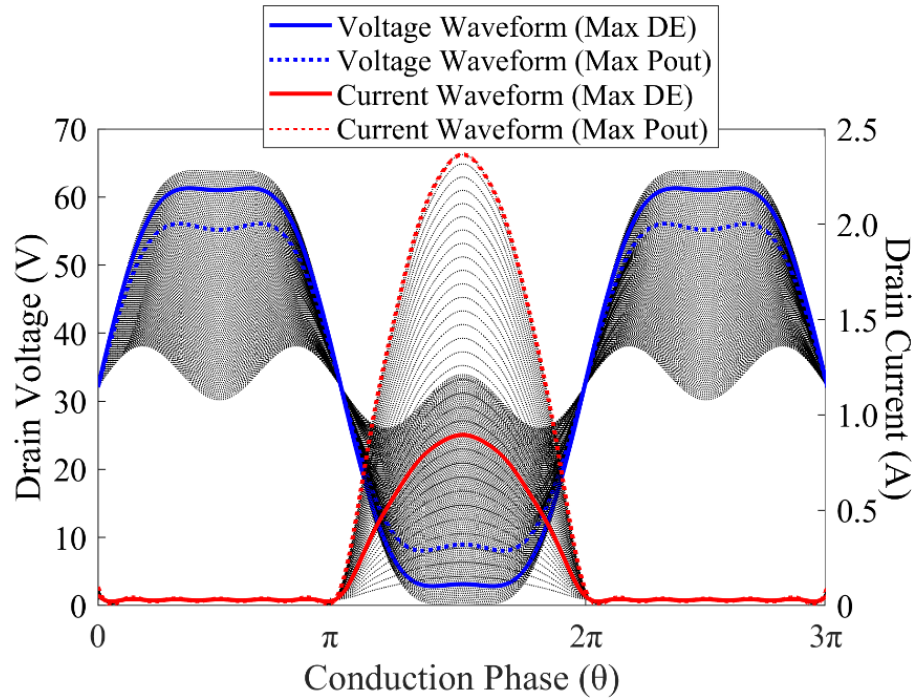 Voltage Waveform (Max DE)
Voltage Waveform (Max Pout)
Current Waveform (Max DE)
Current Waveform (Max Pout)
70
60
50
40
30
20
10
0
Drain Voltage (V)
2.5
2.0
1.5
1.0
0.5
0
Drain Current (A)
0
π
2π
3π
Conduction Phase (θ)